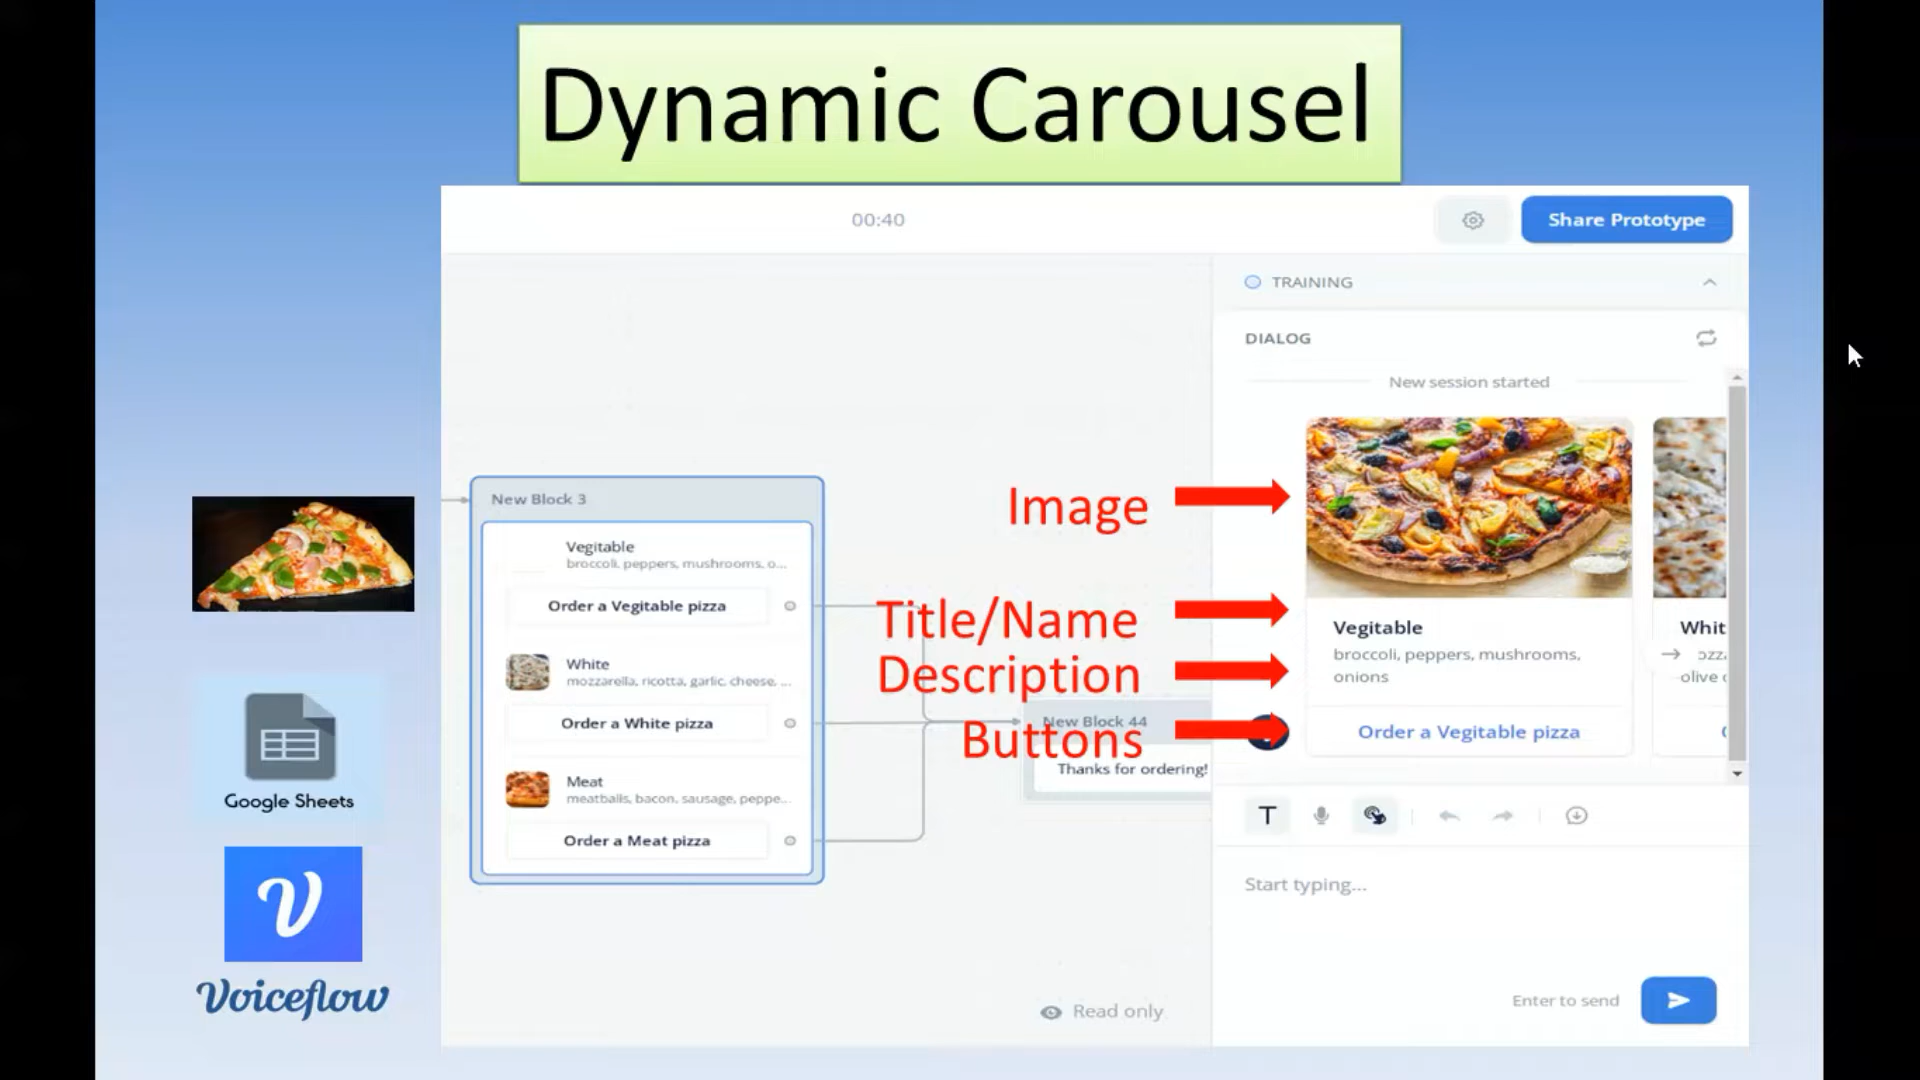 Dynamic Carousel
00:40
Share Prototype
TRAINING
DIALOG
New session started
New Block 3
Vegitable
broccoli, peppers, mushrooms, o...
Order a Vegitable pizza
White
mozzarella, ricotta, garlic, cheese, ...
Order a White pizza
Meat
meatballs, bacon, sausage, peppe...
Order a Meat pizza
Image
Title/Name
Description
Buttons
New Block 44
Thanks for ordering!
Vegitable
broccoli, peppers, mushrooms,
onions
Order a Vegitable pizza
Whit
ozz
olive
T
Start typing...
Enter to send
Read only
Google Sheets
Voiceflow